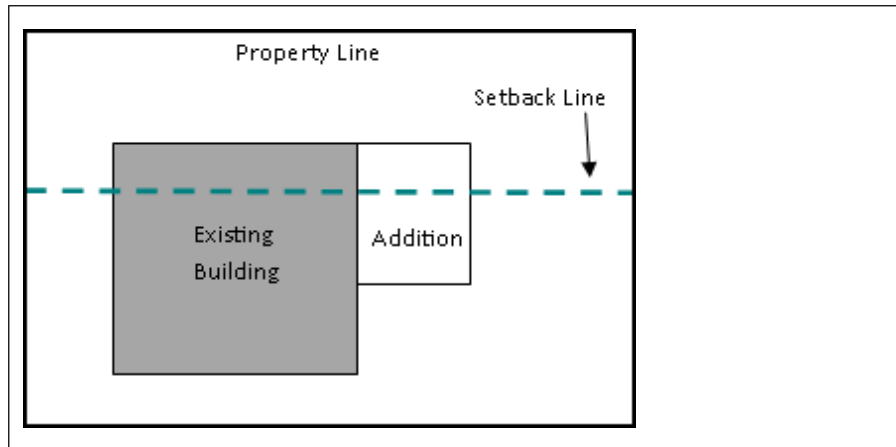 Property Line
Setback Line
Existing
Building
Addition